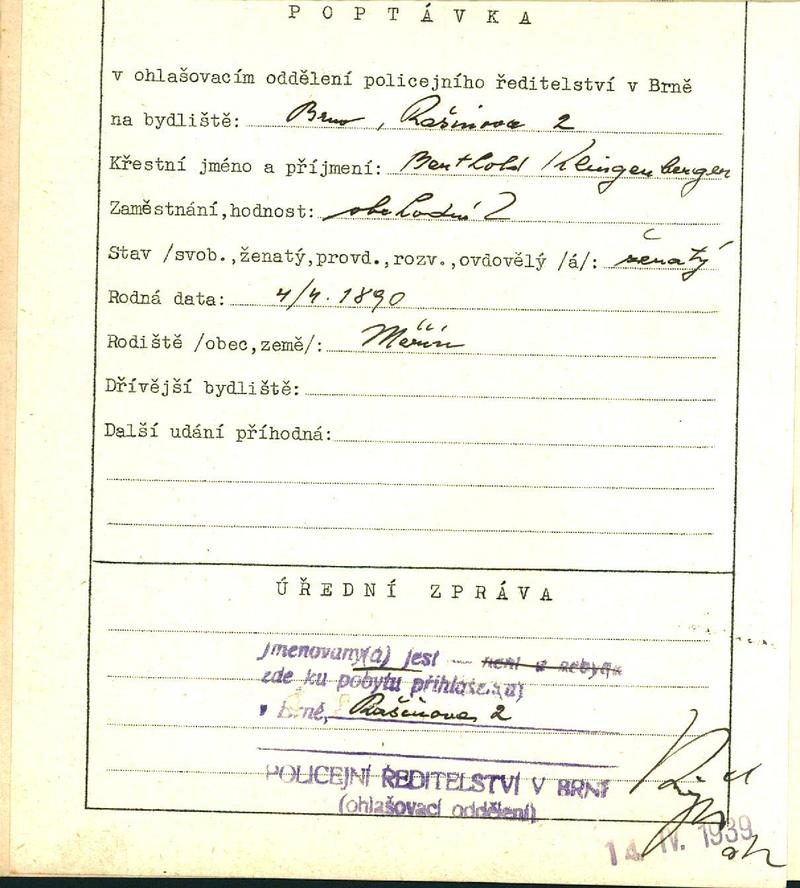 POPTÁVKA
v ohlašovacím oddělení policejního ředitelství v Brně
na bydliště: Brno, Rašínova 2
Křestní jméno a příjmení: Berthold Klingenberger
Zaměstnání,hodnost: obchodní
Stav /svob.,ženatý,provd.,rozv.,ovdovělý /á/: ženatý
Rodná data: 4/4. 1890
Rodiště /obec,země/: Měřín
Dřívější bydliště:
Další udání příhodná:
ÚŘEDNÍ ZPRÁVA
Jmenovaný(á) jest — není a nebyl(a)
zde ku pobytu přihlášen(a)
v Brně, Rašínova 2
POLICEJNÍ ŘEDITELSTVÍ V BRNĚ
(ohlašovací oddělení)
14. IV. 1939